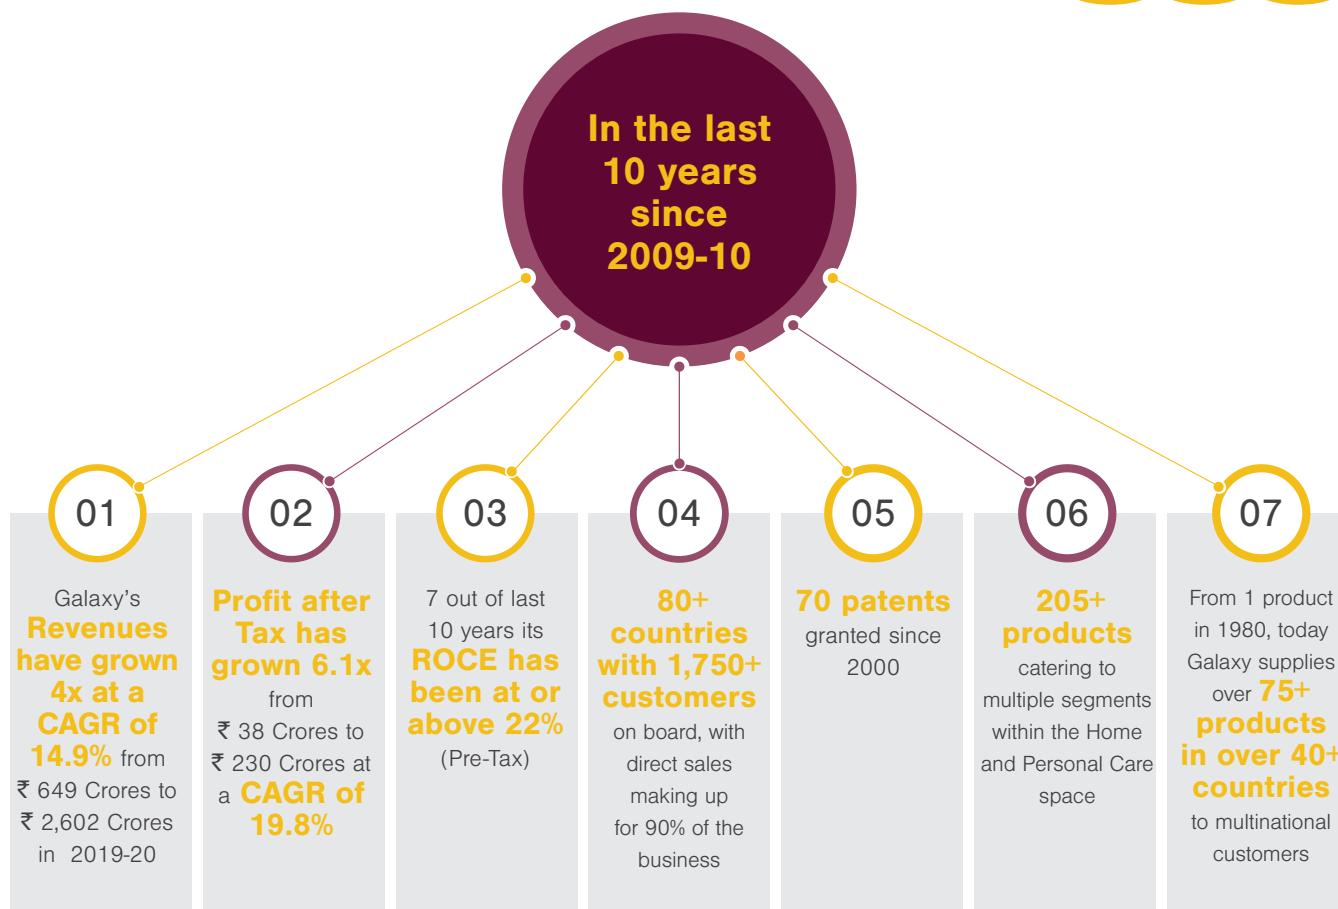 In the last
10 years
since
2009-10
01
Galaxy's
Revenues
have grown
4x at a
CAGR of
14.9% from
₹ 649 Crores to
₹ 2,602 Crores
in 2019-20
02
Profit after
Tax has
grown 6.1x
from
₹ 38 Crores to
₹ 230 Crores at
a CAGR of
19.8%
03
7 out of last
10 years its
ROCE has
been at or
above 22%
(Pre-Tax)
04
80+
countries
with 1,750+
customers
on board, with
direct sales
making up
for 90% of the
business
05
70 patents
granted since
2000
06
205+
products
catering to
multiple segments
within the Home
and Personal Care
space
07
From 1 product
in 1980, today
Galaxy supplies
over 75+
products
in over 40+
countries
to multinational
customers